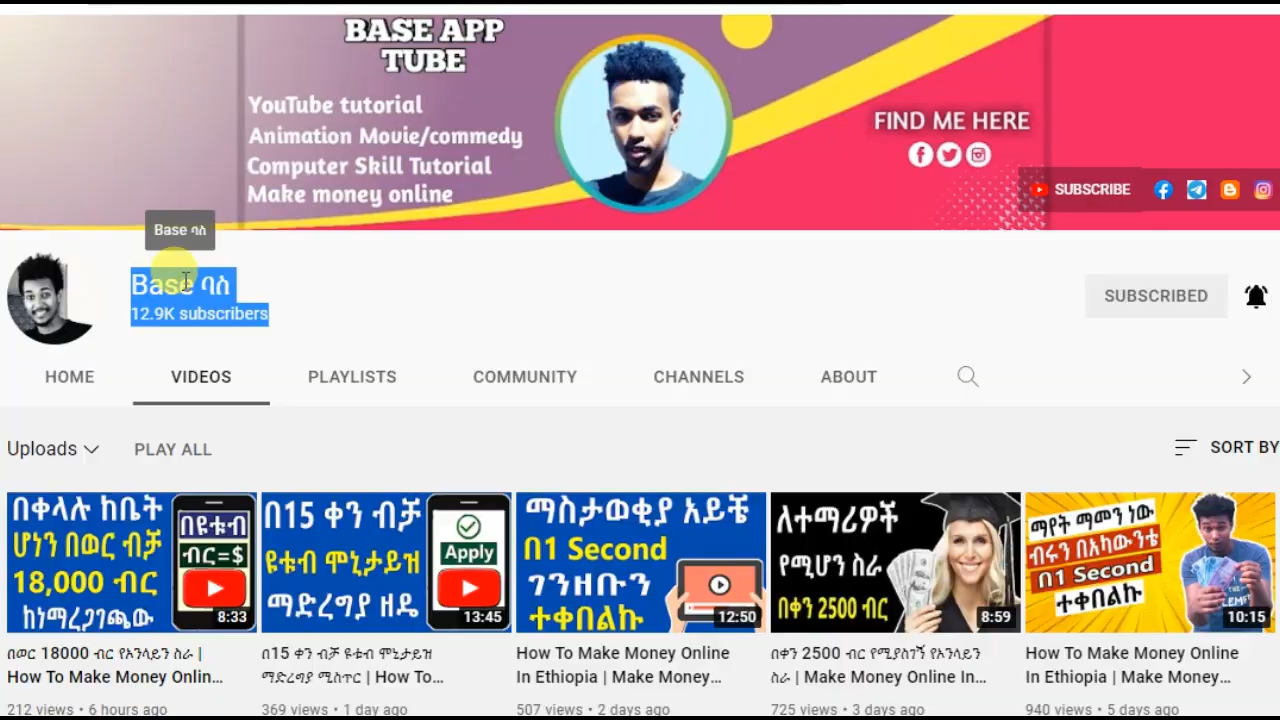 BASE APP
TUBE
YouTube tutorial
Animation Movie/commedy
Computer Skill Tutorial
Make money online
FIND ME HERE
SUBSCRIBE
Base ባስ
Base ባስ
12.9K subscribers
SUBSCRIBED
HOME
VIDEOS
PLAYLISTS
COMMUNITY
CHANNELS
ABOUT
Uploads
PLAY ALL
SORT BY
በቀላሉ ከቤት
ሆነን በወር ብቻ
18,000 ብር
ከነማረጋገጫው
በዩቱብ
ብር=$
8:33
በ15 ቀን ብቻ
ዩቱብ ሞኒታይዝ
ማድረግያ ዘዴ
Apply
13:45
ማስታወቂያ አይቼ
በ1 Second
ገንዘቡን
ተቀበልኩ
12:50
ለተማሪዎች
የሚሆን ስራ
በቀን 2500 ብር
8:59
ማየት ማመን ነው
ብሩን በአካውንቴ
በ1 Second
ተቀበልኩ
10:15
በወር 18000 ብር የኦንላይን ስራ |
How To Make Money Onlin...
በ15 ቀን ብቻ ዩቱብ ሞኒታይዝ
ማድረግያ ሚስጥር | How To...
How To Make Money Online
In Ethiopia | Make Money...
በቀን 2500 ብር የሚያስገኝ የኦንላይን
ስራ | Make Money Online In...
How To Make Money Online
In Ethiopia | Make Money...
212 views • 6 hours ago
369 views • 1 day ago
507 views • 2 days ago
725 views • 3 days ago
940 views • 5 days ago